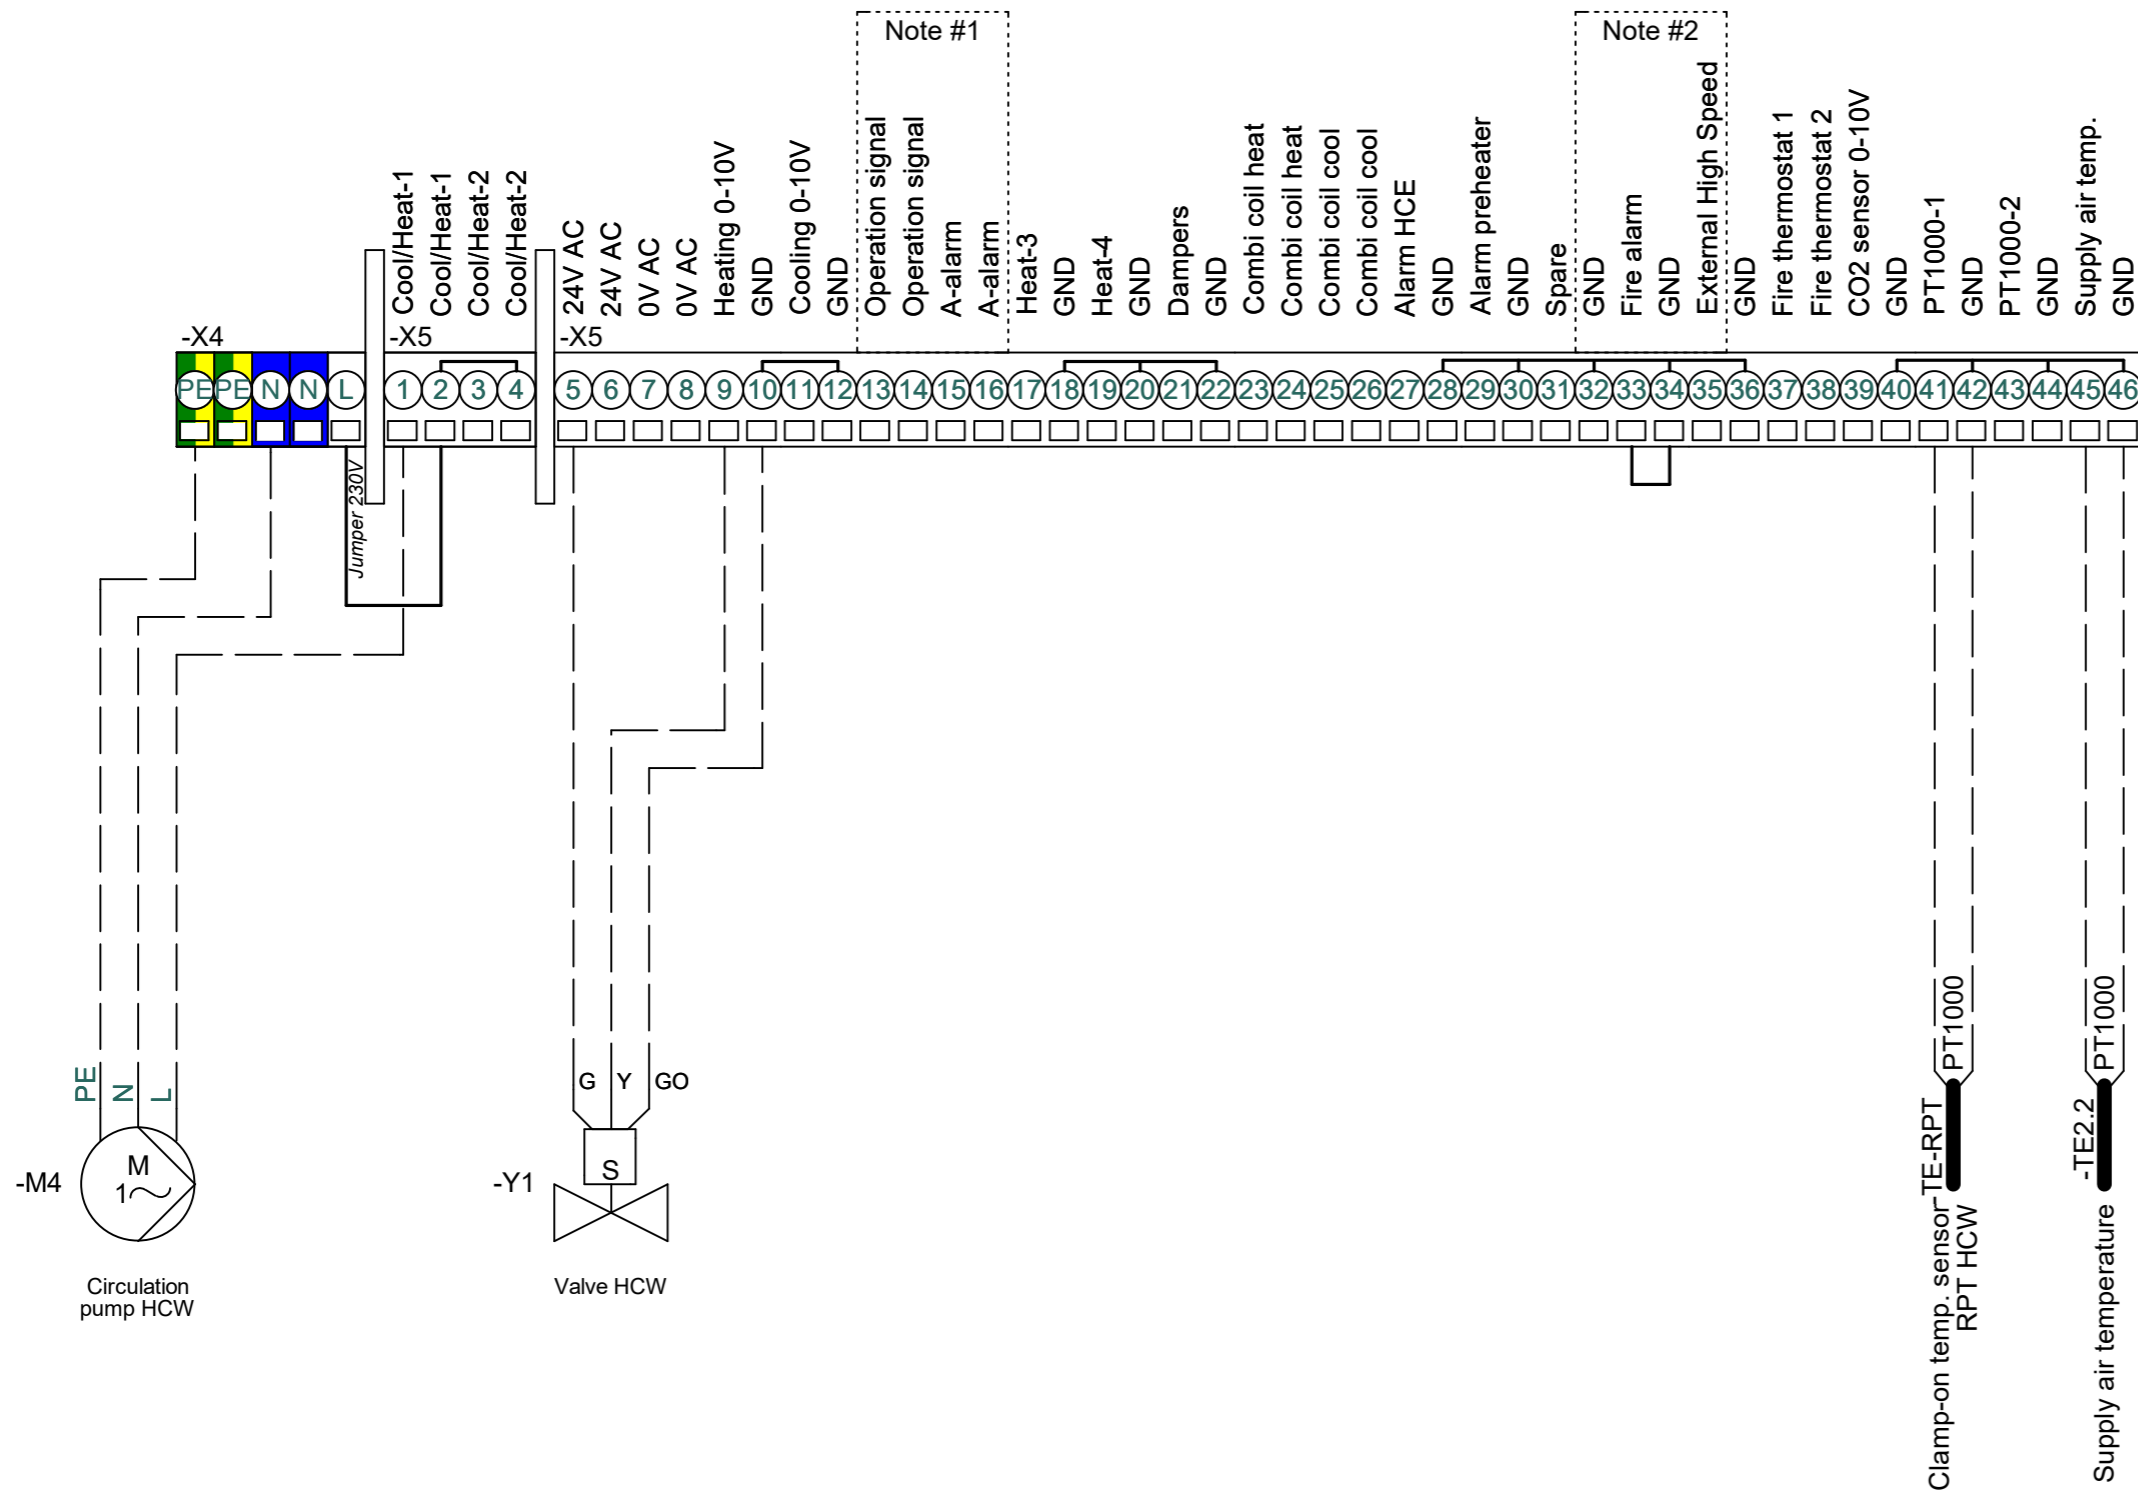 Note #1
Note #2
Cool/Heat-1
Cool/Heat-1
Cool/Heat-2
Cool/Heat-2
24V AC
24V AC
0V AC
0V AC
Heating 0-10V
GND
Cooling 0-10V
GND
Operation signal
Operation signal
A-alarm
A-alarm
Heat-3
GND
Heat-4
GND
Dampers
GND
Combi coil heat
Combi coil heat
Combi coil cool
Combi coil cool
Alarm HCE
GND
Alarm preheater
GND
Spare
GND
Fire alarm
GND
External High Speed
GND
Fire thermostat 1
Fire thermostat 2
CO2 sensor 0-10V
GND
PT1000-1
GND
PT1000-2
GND
Supply air temp.
GND
-X4
-X5
-X5
PE PE N N L 1 2 3 4 5 6 7 8 9 10 11 12 13 14 15 16 17 18 19 20 21 22 23 24 25 26 27 28 29 30 31 32 33 34 35 36 37 38 39 40 41 42 43 44 45 46
Jumper 230V
PE
N
L
-M4
M
1
Circulation
pump HCW
G
Y
GO
-Y1
S
Valve HCW
PT1000
TE-RPT
Clamp-on temp. sensor
RPT HCW
PT1000
-TE2.2
Supply air temperature